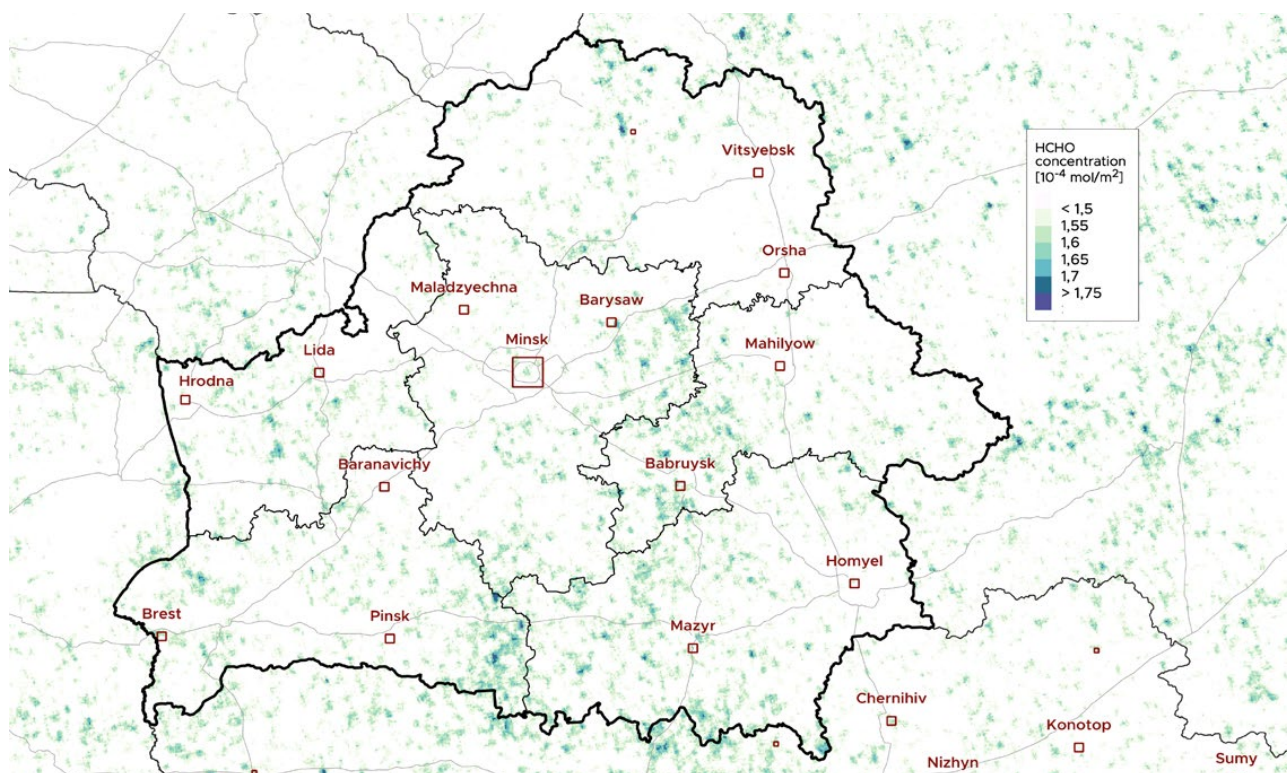 Vitsyebsk
HCHO
concentration
[10⁻⁴ mol/m²]
< 1,5
1,55
1,6
1,65
1,7
> 1,75
Orsha
Maladzyechna
Barysaw
Minsk
Mahilyow
Lida
Hrodna
Baranavichy
Babruysk
Homyel
Brest
Pinsk
Mazyr
Chernihiv
Konotop
Nizhyn
Sumy